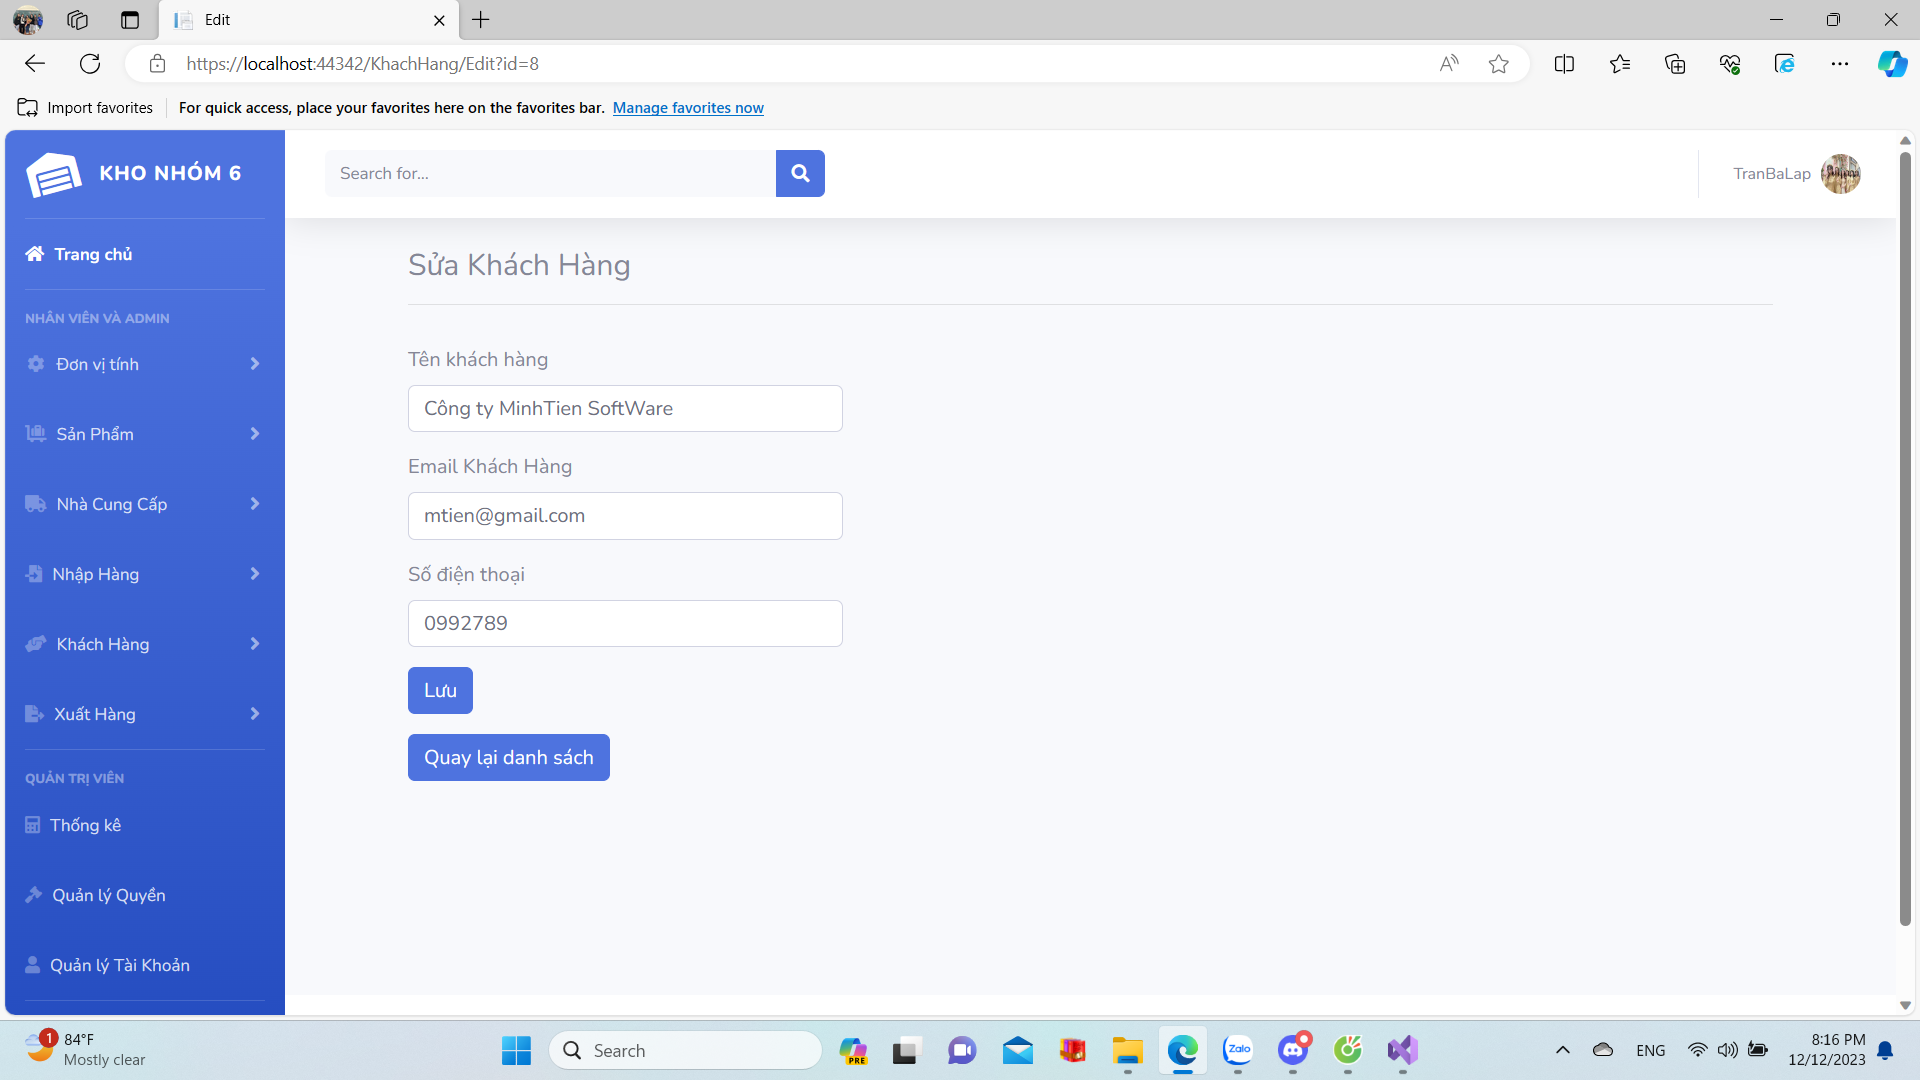 Edit
https://localhost:44342/KhachHang/Edit?id=8
Import favorites
For quick access, place your favorites here on the favorites bar. Manage favorites now
KHO NHÓM 6
Search for...
TranBaLap
Trang chủ
NHÂN VIÊN VÀ ADMIN
Đơn vị tính
Sản Phẩm
Nhà Cung Cấp
Nhập Hàng
Khách Hàng
Xuất Hàng
QUẢN TRỊ VIÊN
Thống kê
Quản lý Quyền
Quản lý Tài Khoản
Sửa Khách Hàng
Tên khách hàng
Công ty MinhTien SoftWare
Email Khách Hàng
mtien@gmail.com
Số điện thoại
0992789
Lưu
Quay lại danh sách
1
84°F
Mostly clear
Search
PRE
Zalo
ENG
8:16 PM
12/12/2023